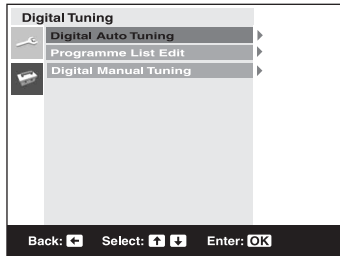 Digital Tuning
Digital Auto Tuning
Programme List Edit
Digital Manual Tuning
Back: ← Select: ↑ ↓ Enter: OK